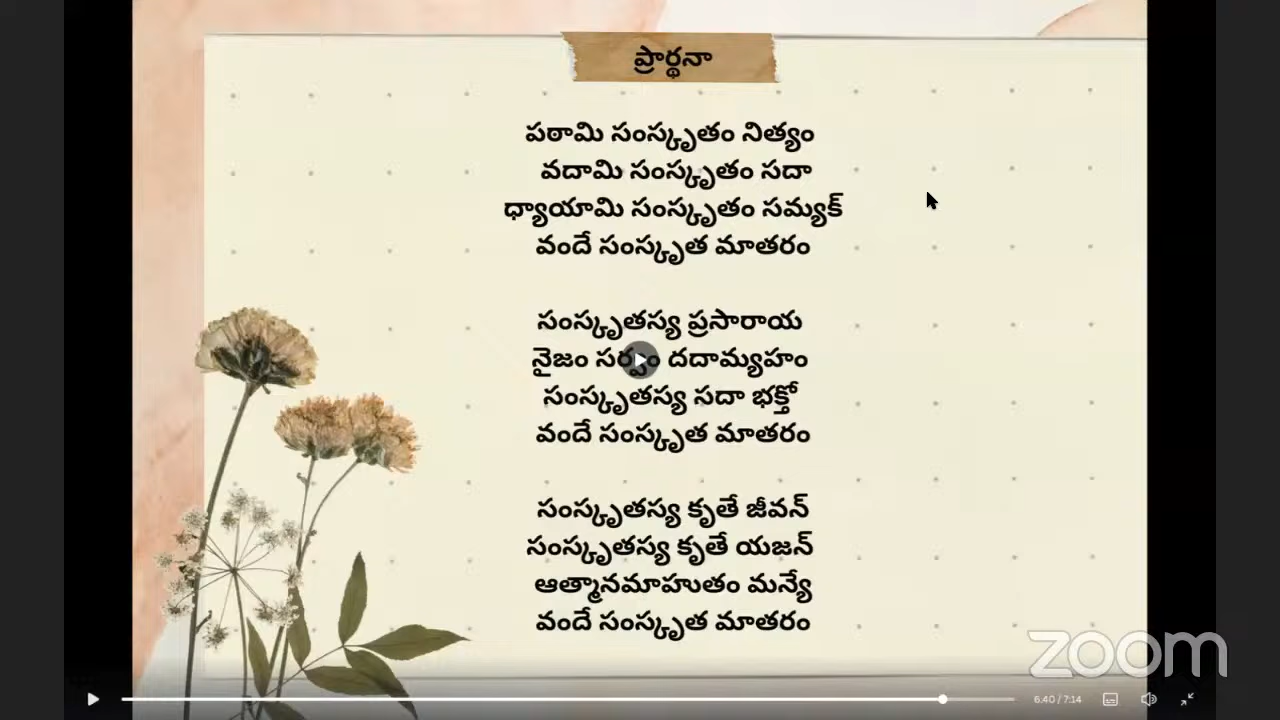 ప్రార్థనా
పఠామి సంస్కృతం నిత్యం
వదామి సంస్కృతం సదా
ధ్యాయామి సంస్కృతం సమ్యక్
వందే సంస్కృత మాతరం
సంస్కృతస్య ప్రసారాయ
నైజం దదామ్యహం
సంస్కృతస్య సదా భక్తో
వందే సంస్కృత మాతరం
సంస్కృతస్య కృతే జీవన్
సంస్కృతస్య కృతే యజన్
ఆత్మానమాహుతం మన్యే
వందే సంస్కృత మాతరం
zoom
6:40 / 7:14